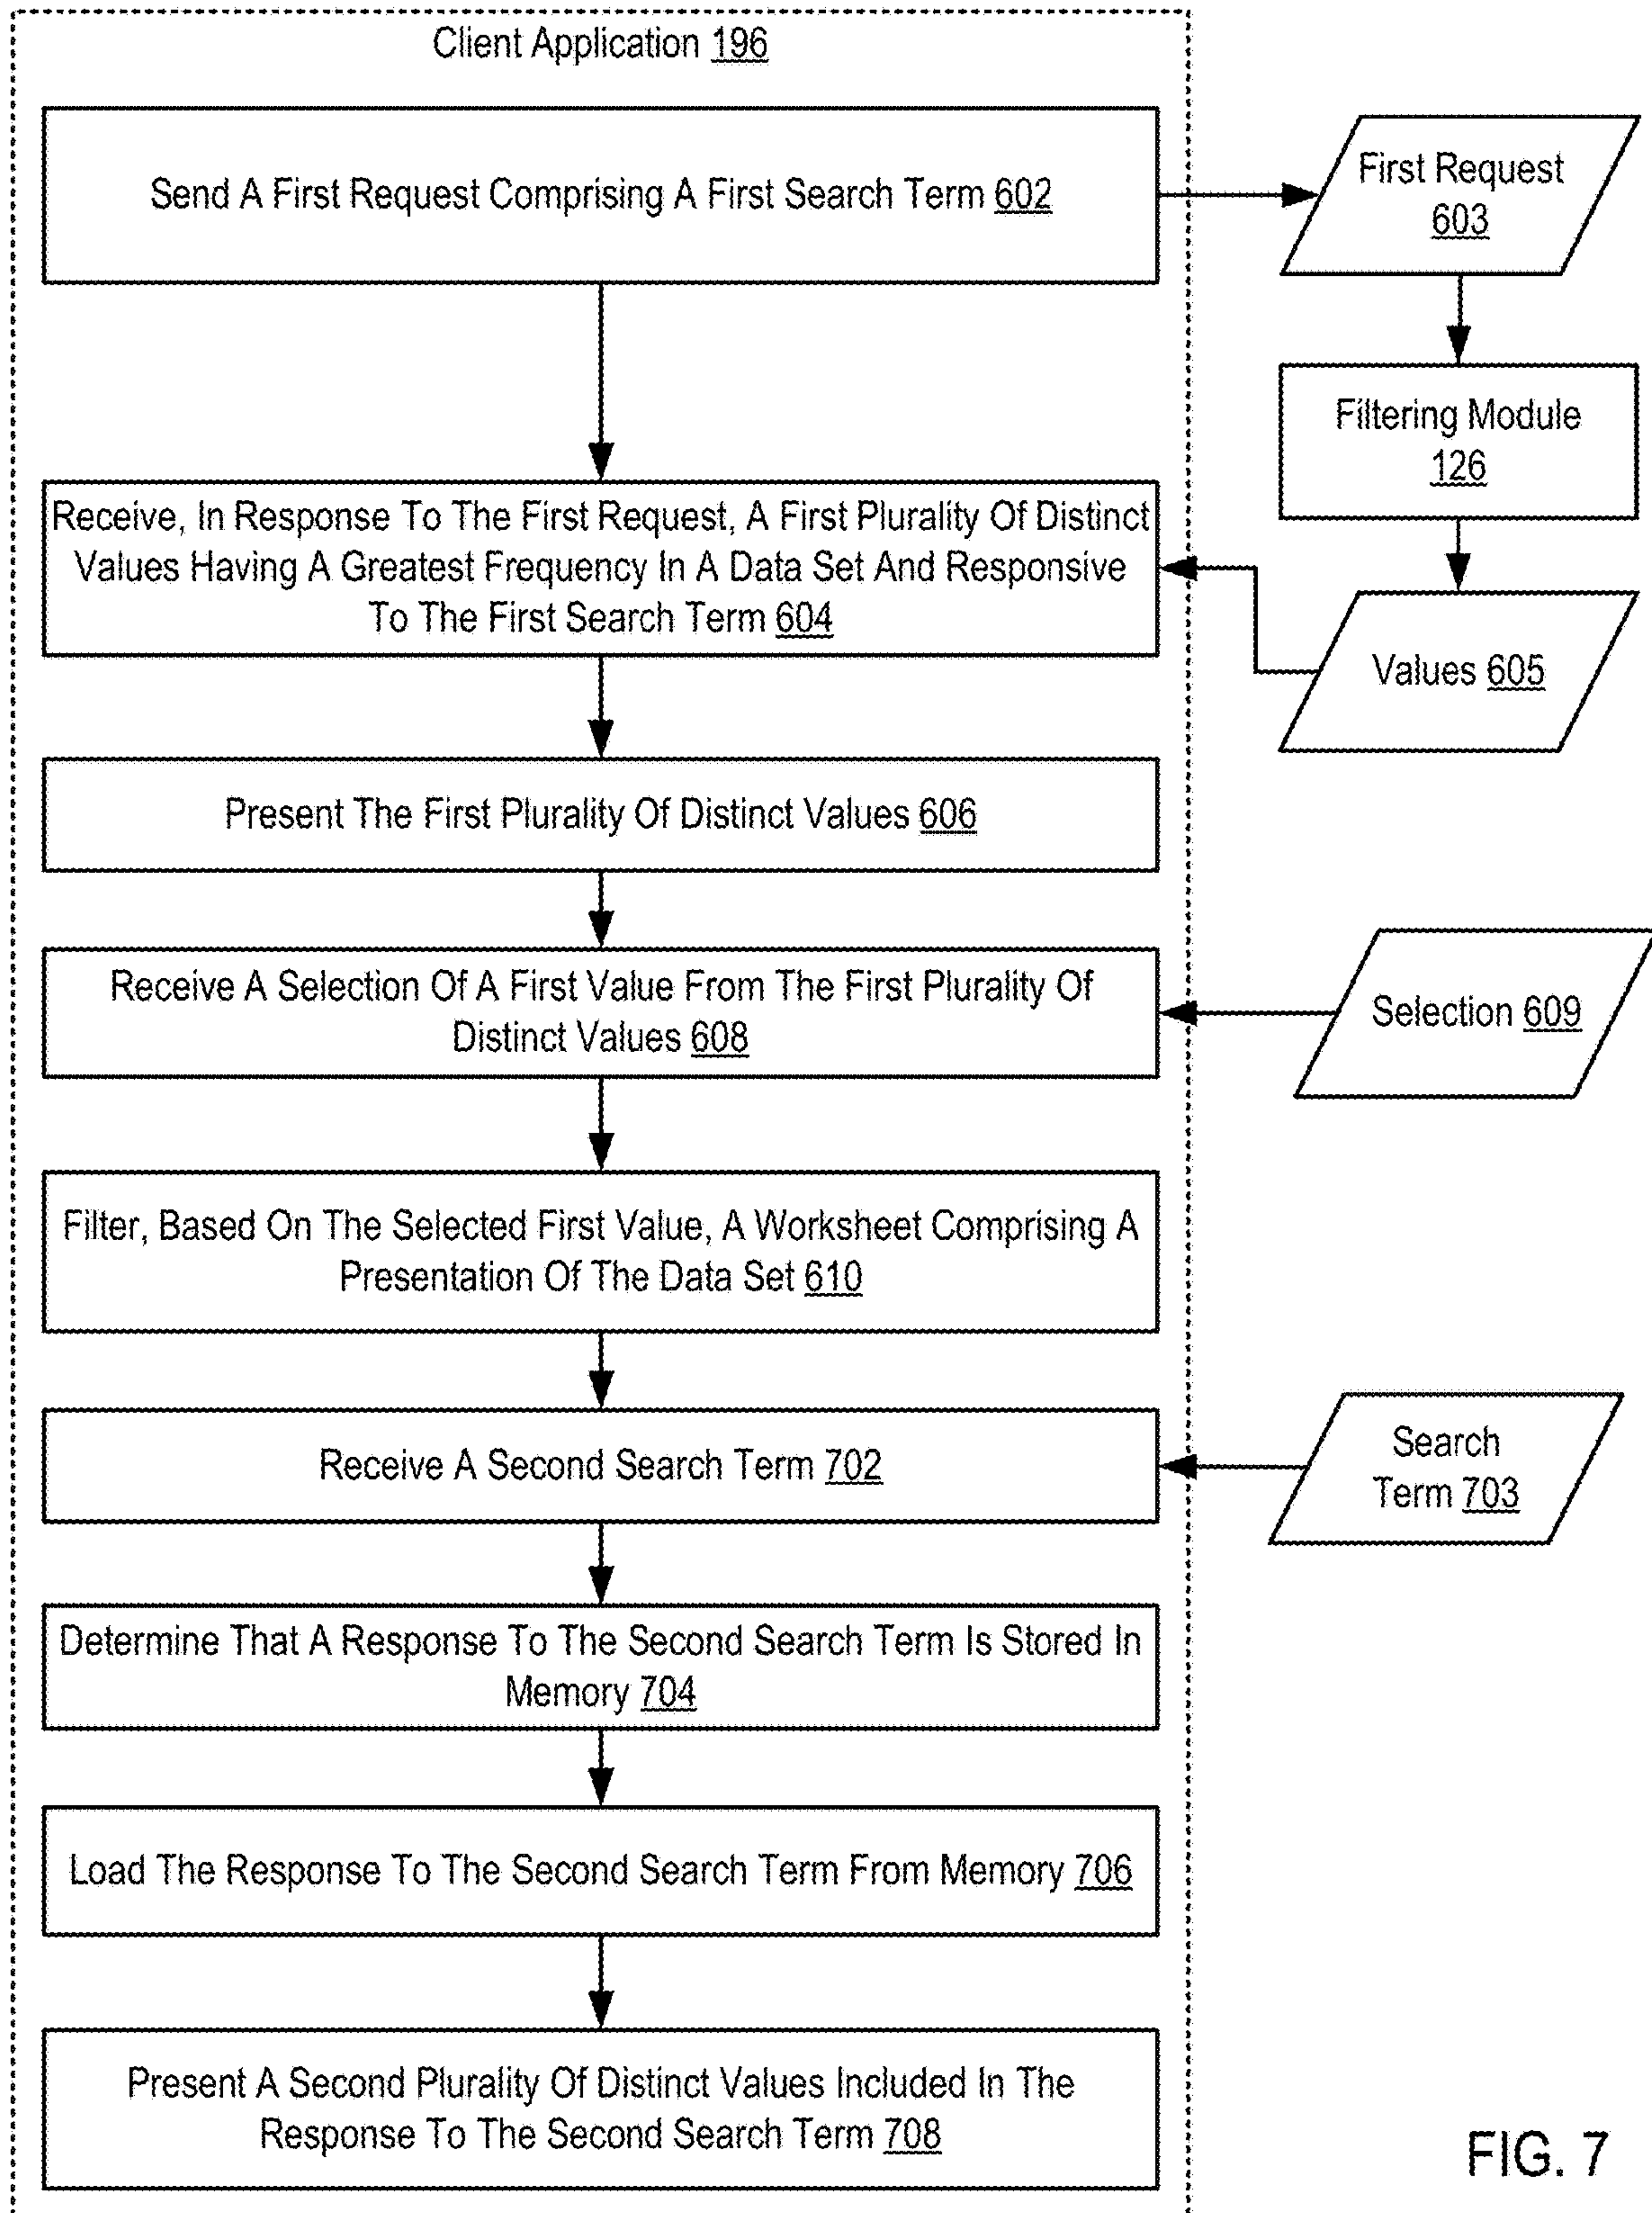 Client Application 196
Send A First Request Comprising A First Search Term 602
First Request
603
Filtering Module
126
Receive, In Response To The First Request, A First Plurality Of Distinct
Values Having A Greatest Frequency In A Data Set And Responsive
To The First Search Term 604
Values 605
Present The First Plurality Of Distinct Values 606
Receive A Selection Of A First Value From The First Plurality Of
Distinct Values 608
Selection 609
Filter, Based On The Selected First Value, A Worksheet Comprising A
Presentation Of The Data Set 610
Receive A Second Search Term 702
Search
Term 703
Determine That A Response To The Second Search Term Is Stored In
Memory 704
Load The Response To The Second Search Term From Memory 706
Present A Second Plurality Of Distinct Values Included In The
Response To The Second Search Term 708
FIG. 7